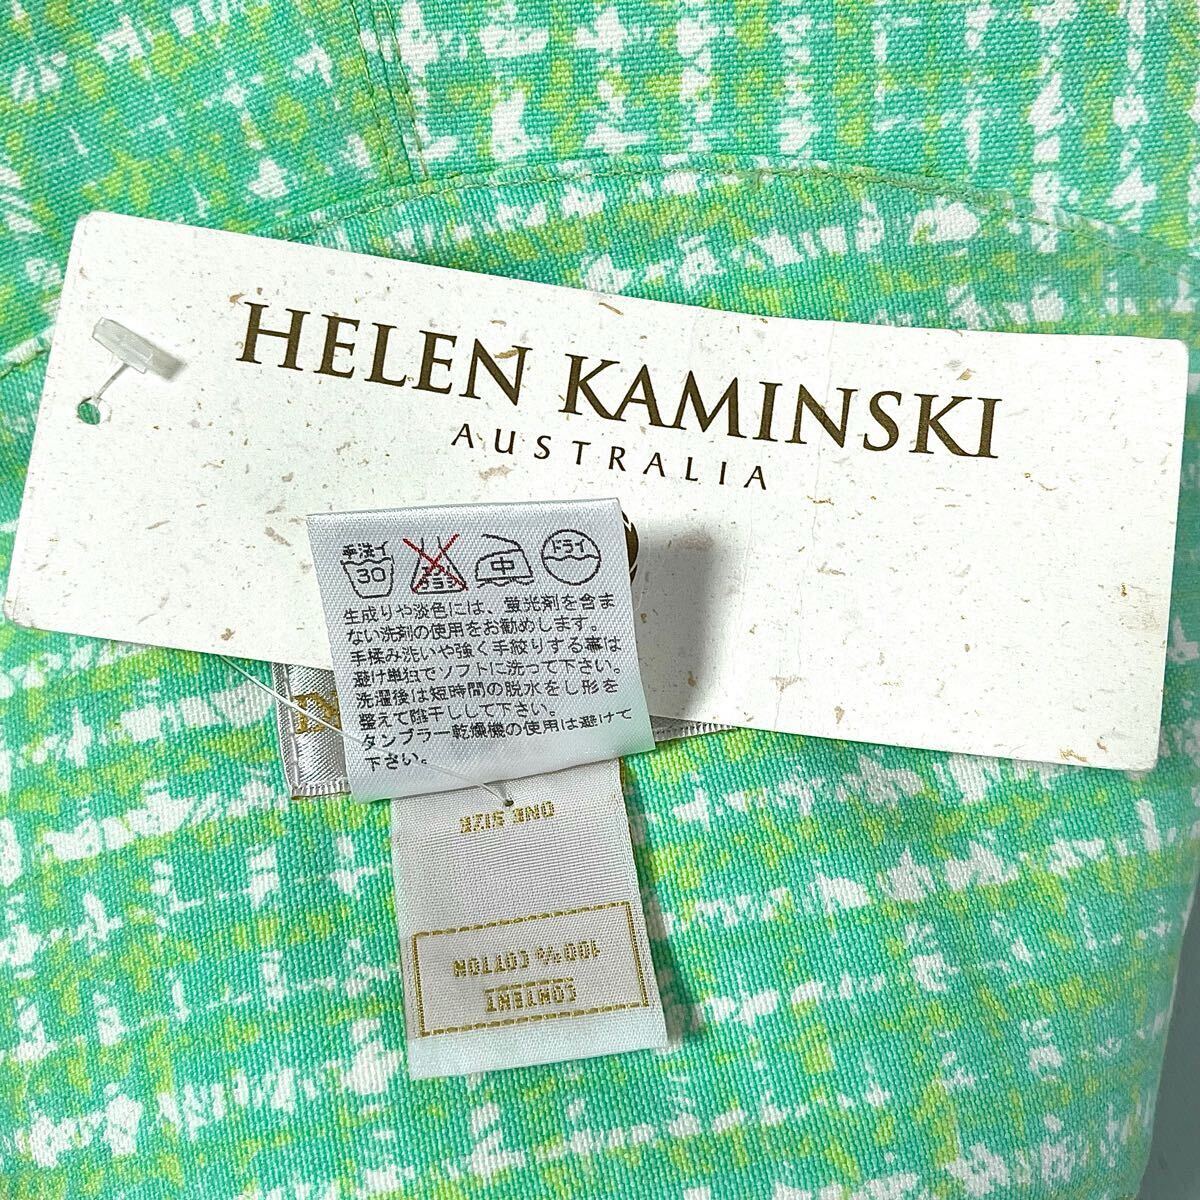 HELEN KAMINSKI
AUSTRALIA
手洗イ
30
中
ドライ
生成りや淡色には、蛍光剤を含ま
ない洗剤の使用をお勧めします。
手揉み洗いや強く手絞りする事は
避け単独でソフトに洗って下さい。
洗濯後は短時間の脱水をし形を
整えて陰干しして下さい。
タンブラー乾燥機の使用は避けて
下さい。
ONE SIZE
100% COTTON
CONTENT